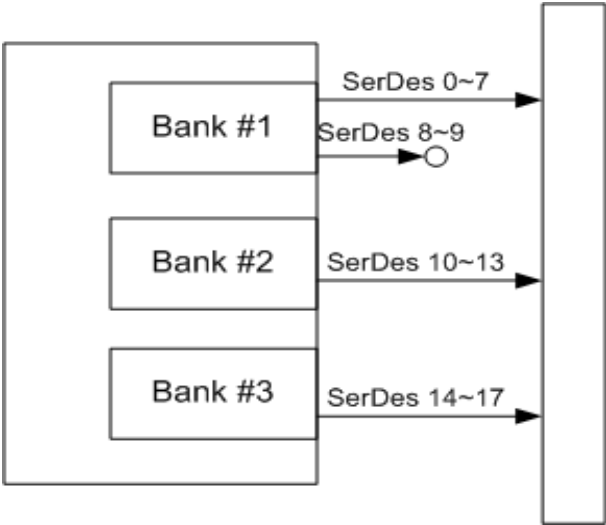 SerDes 0~7
Bank #1
SerDes 8~9
Bank #2
SerDes 10~13
Bank #3
SerDes 14~17